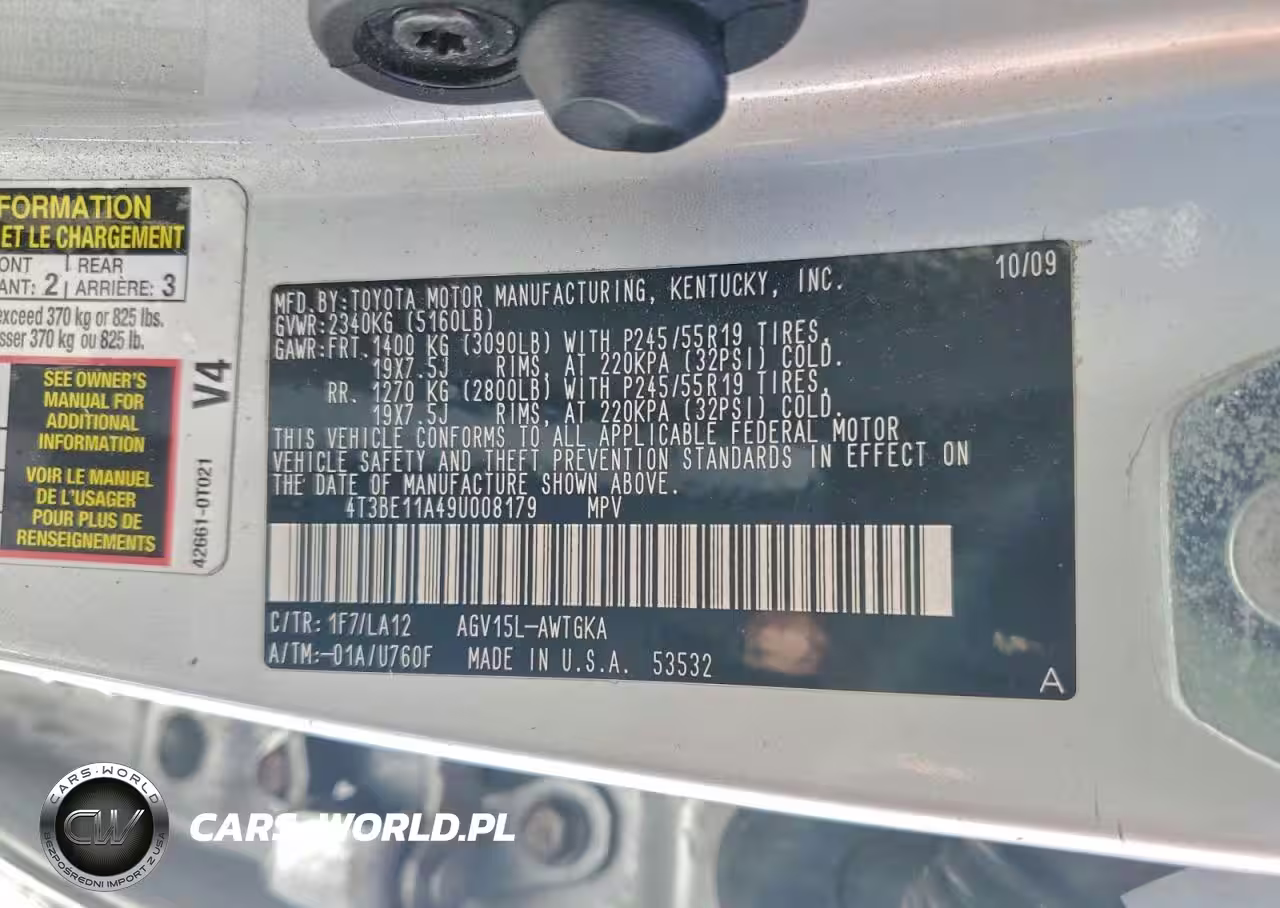 FORMATION
ET LE CHARGEMENT
ONT
REAR
ANT: 2
ARRIÈRE: 3
exceed 370 kg or 825 lbs.
sser 370 kg ou 825 lb.
SEE OWNER'S
MANUAL FOR
ADDITIONAL
INFORMATION
VOIR LE MANUEL
DE L'USAGER
POUR PLUS DE
RENSEIGNEMENTS
V4
42661-0T021
10/09
MFD.BY:TOYOTA MOTOR MANUFACTURING, KENTUCKY, INC.
GVWR:2340KG (5160LB)
GAWR:FRT.1400 KG (3090LB) WITH P245/55R19 TIRES,
19X7.5J RIMS, AT 220KPA (32PSI) COLD.
RR. 1270 KG (2800LB) WITH P245/55R19 TIRES,
19X7.5J RIMS, AT 220KPA (32PSI) COLD.
THIS VEHICLE CONFORMS TO ALL APPLICABLE FEDERAL MOTOR
VEHICLE SAFETY AND THEFT PREVENTION STANDARDS IN EFFECT ON
THE DATE OF MANUFACTURE SHOWN ABOVE.
4T3BE11A49U008179 MPV
C/TR: 1F7/LA12 AGV15L-AWTGKA
A/TM:-01A/U760F MADE IN U.S.A. 53532
A
CARS-WORLD
CW
BEZPOŚREDNI IMPORT Z USA
CARS-WORLD.PL